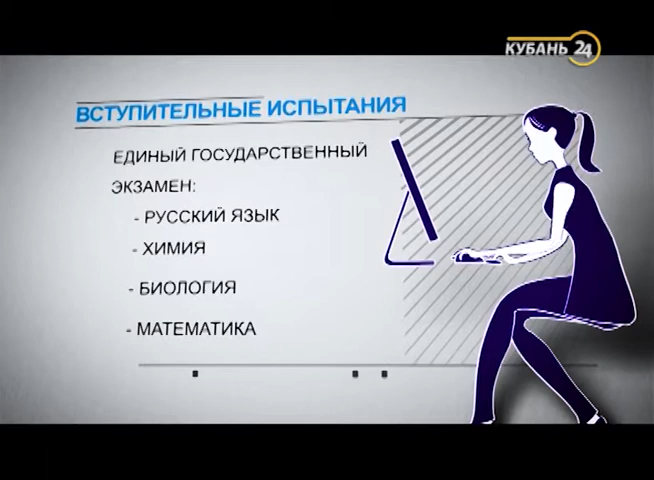 КУБАНЬ 24
ВСТУПИТЕЛЬНЫЕ ИСПЫТАНИЯ
ЕДИНЫЙ ГОСУДАРСТВЕННЫЙ
ЭКЗАМЕН:
- РУССКИЙ ЯЗЫК
- ХИМИЯ
- БИОЛОГИЯ
- МАТЕМАТИКА